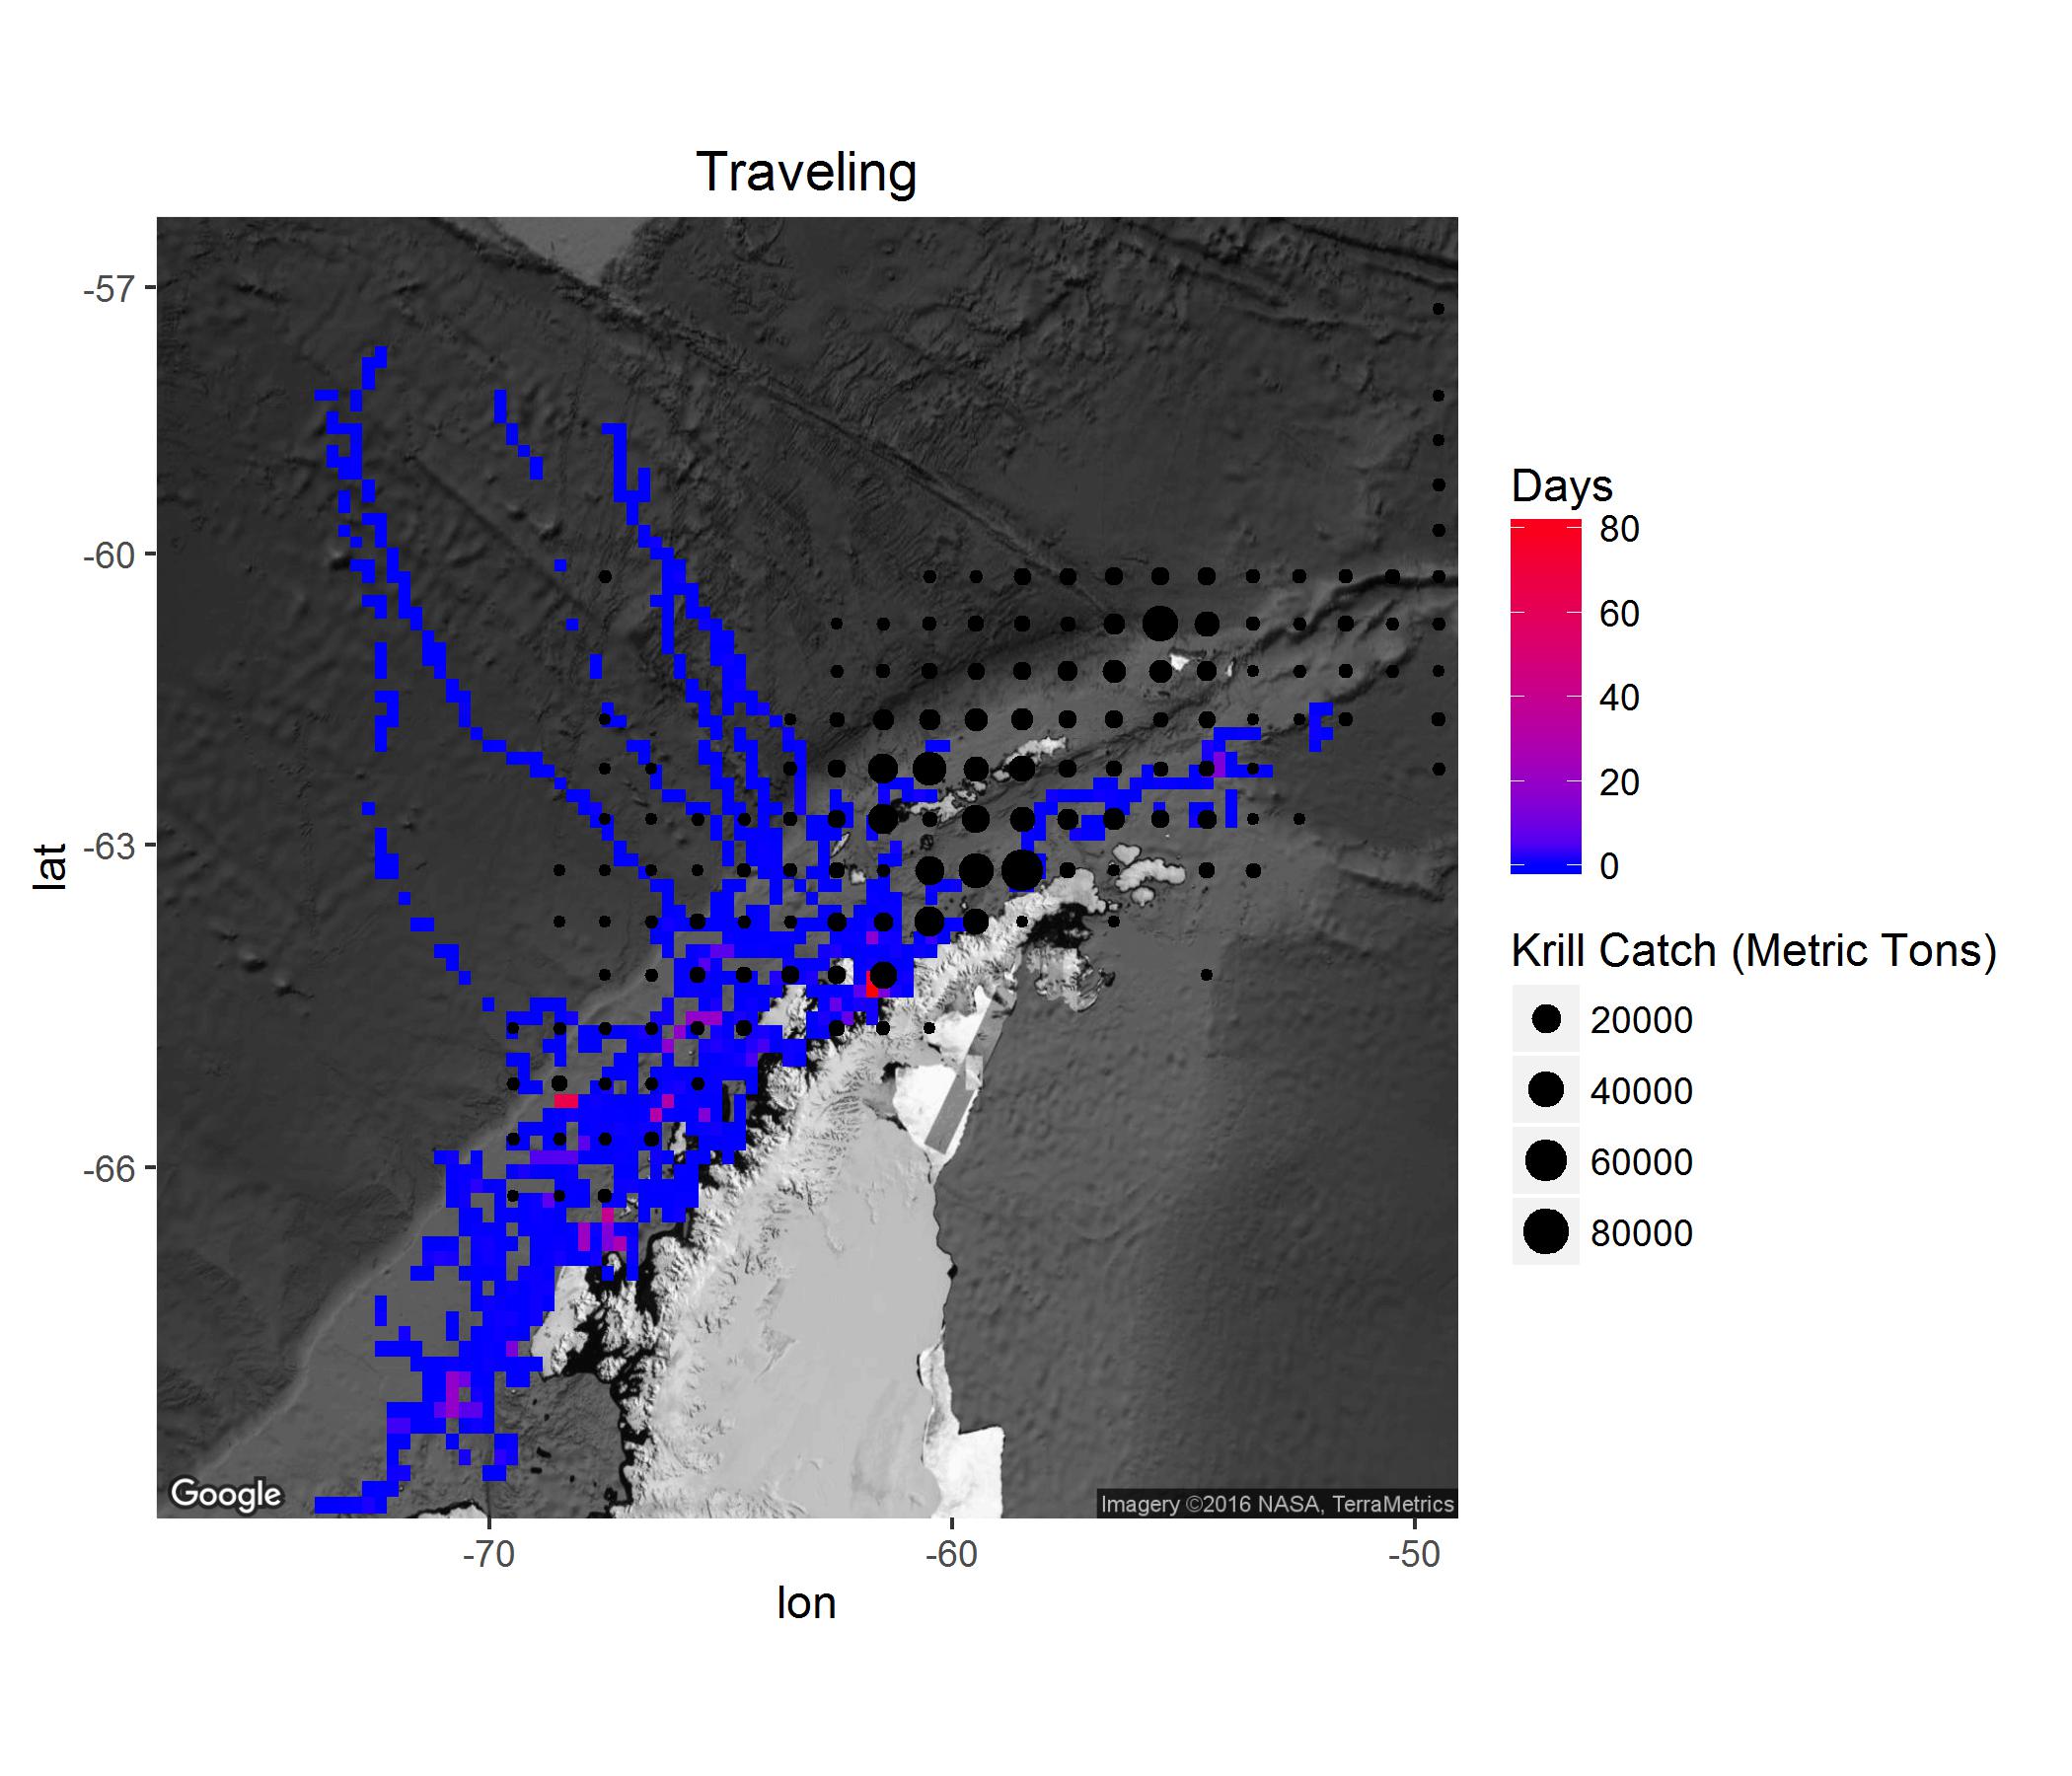 Traveling
-57
-60
-63
-66
lat
-70
-60
-50
lon
Google
Imagery ©2016 NASA, TerraMetrics
Days
80
60
40
20
0
Krill Catch (Metric Tons)
20000
40000
60000
80000